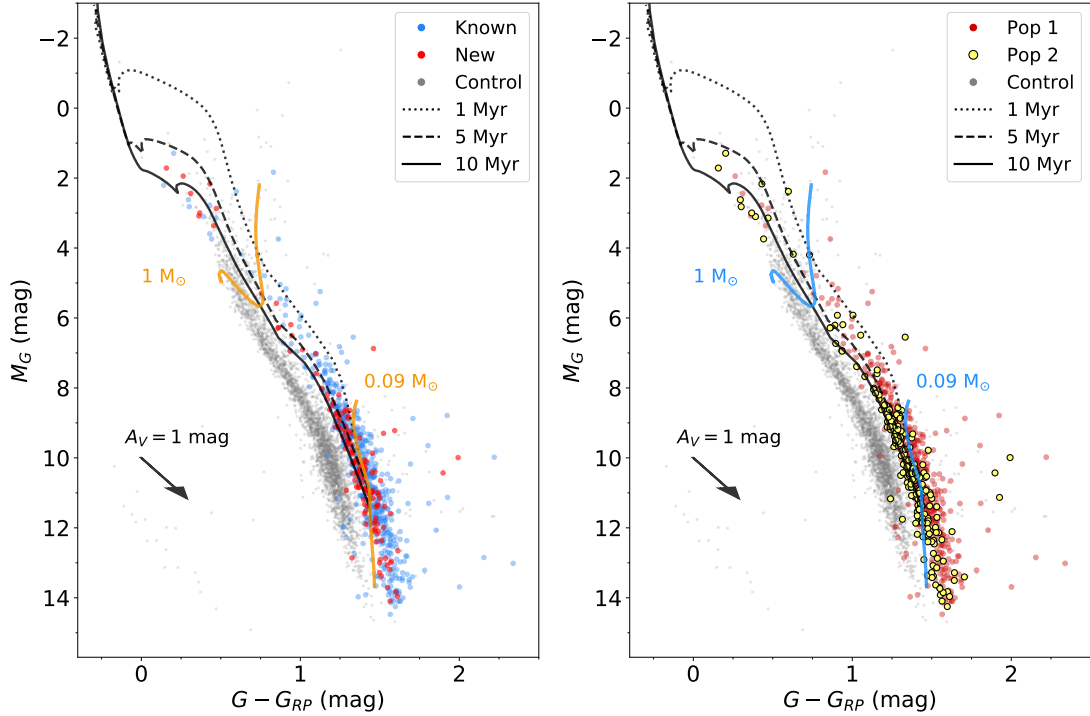 Known
New
Control
1 Myr
5 Myr
10 Myr
1 M⊙
0.09 M⊙
A_V = 1 mag
−2
0
2
4
6
8
10
12
14
M_G (mag)
0
1
2
G − G_RP (mag)
Pop 1
Pop 2
Control
1 Myr
5 Myr
10 Myr
1 M⊙
0.09 M⊙
A_V = 1 mag
−2
0
2
4
6
8
10
12
14
M_G (mag)
0
1
2
G − G_RP (mag)